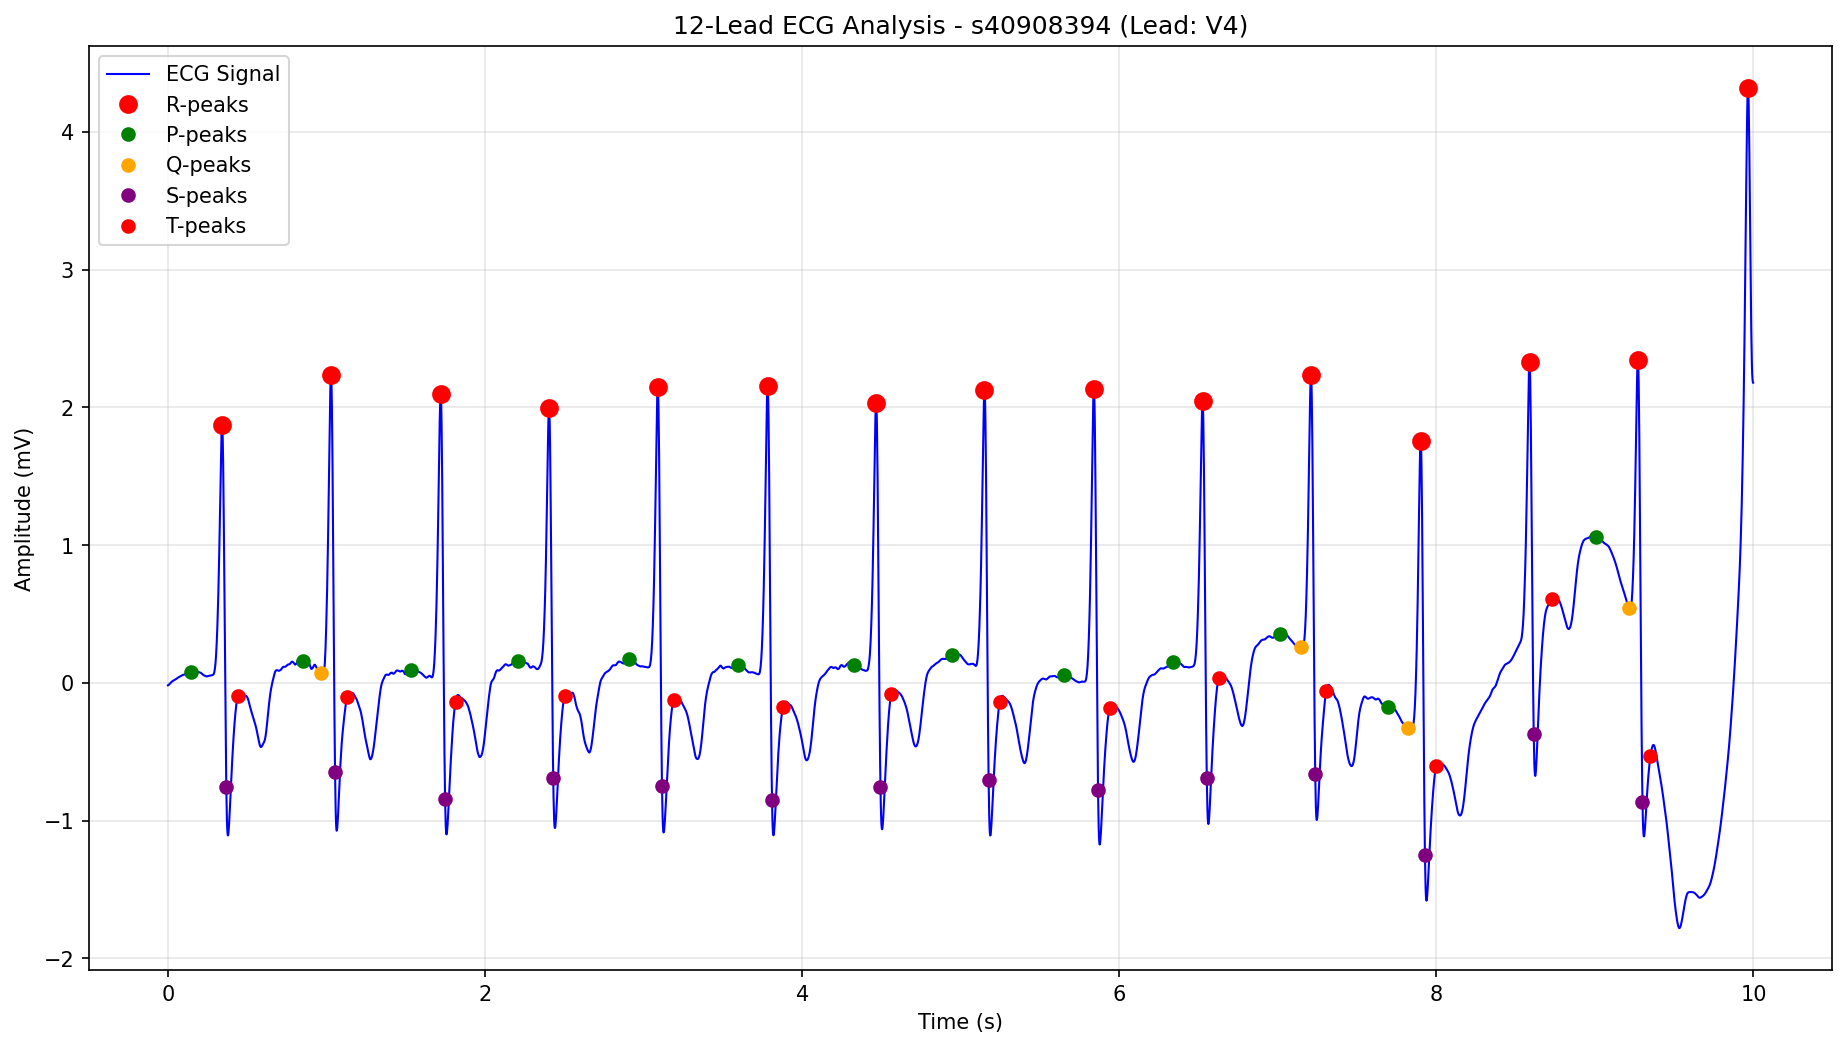 12-Lead ECG Analysis - s40908394 (Lead: V4)
ECG Signal
R-peaks
P-peaks
Q-peaks
S-peaks
T-peaks
Amplitude (mV)
4
3
2
1
0
−1
−2
0 2 4 6 8 10
Time (s)